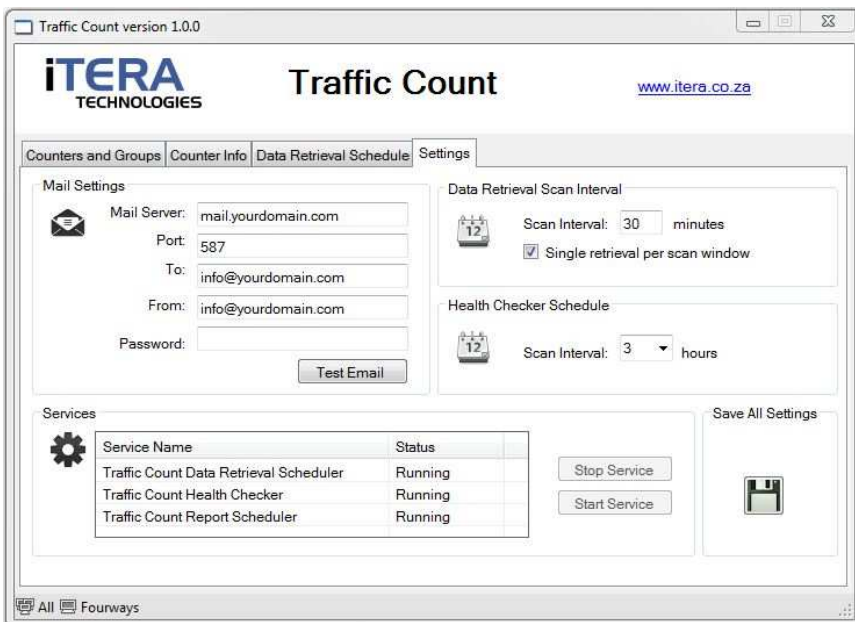 Traffic Count version 1.0.0
iTERA
TECHNOLOGIES
Traffic Count
www.itera.co.za
Counters and Groups
Counter Info
Data Retrieval Schedule
Settings
Mail Settings
Mail Server: mail.yourdomain.com
Port: 587
To: info@yourdomain.com
From: info@yourdomain.com
Password:
Test Email
Data Retrieval Scan Interval
12
Scan Interval: 30 minutes
Single retrieval per scan window
Health Checker Schedule
12
Scan Interval: 3 hours
Services
Service Name Status
Traffic Count Data Retrieval Scheduler Running
Traffic Count Health Checker Running
Traffic Count Report Scheduler Running
Stop Service
Start Service
Save All Settings
All Fourways